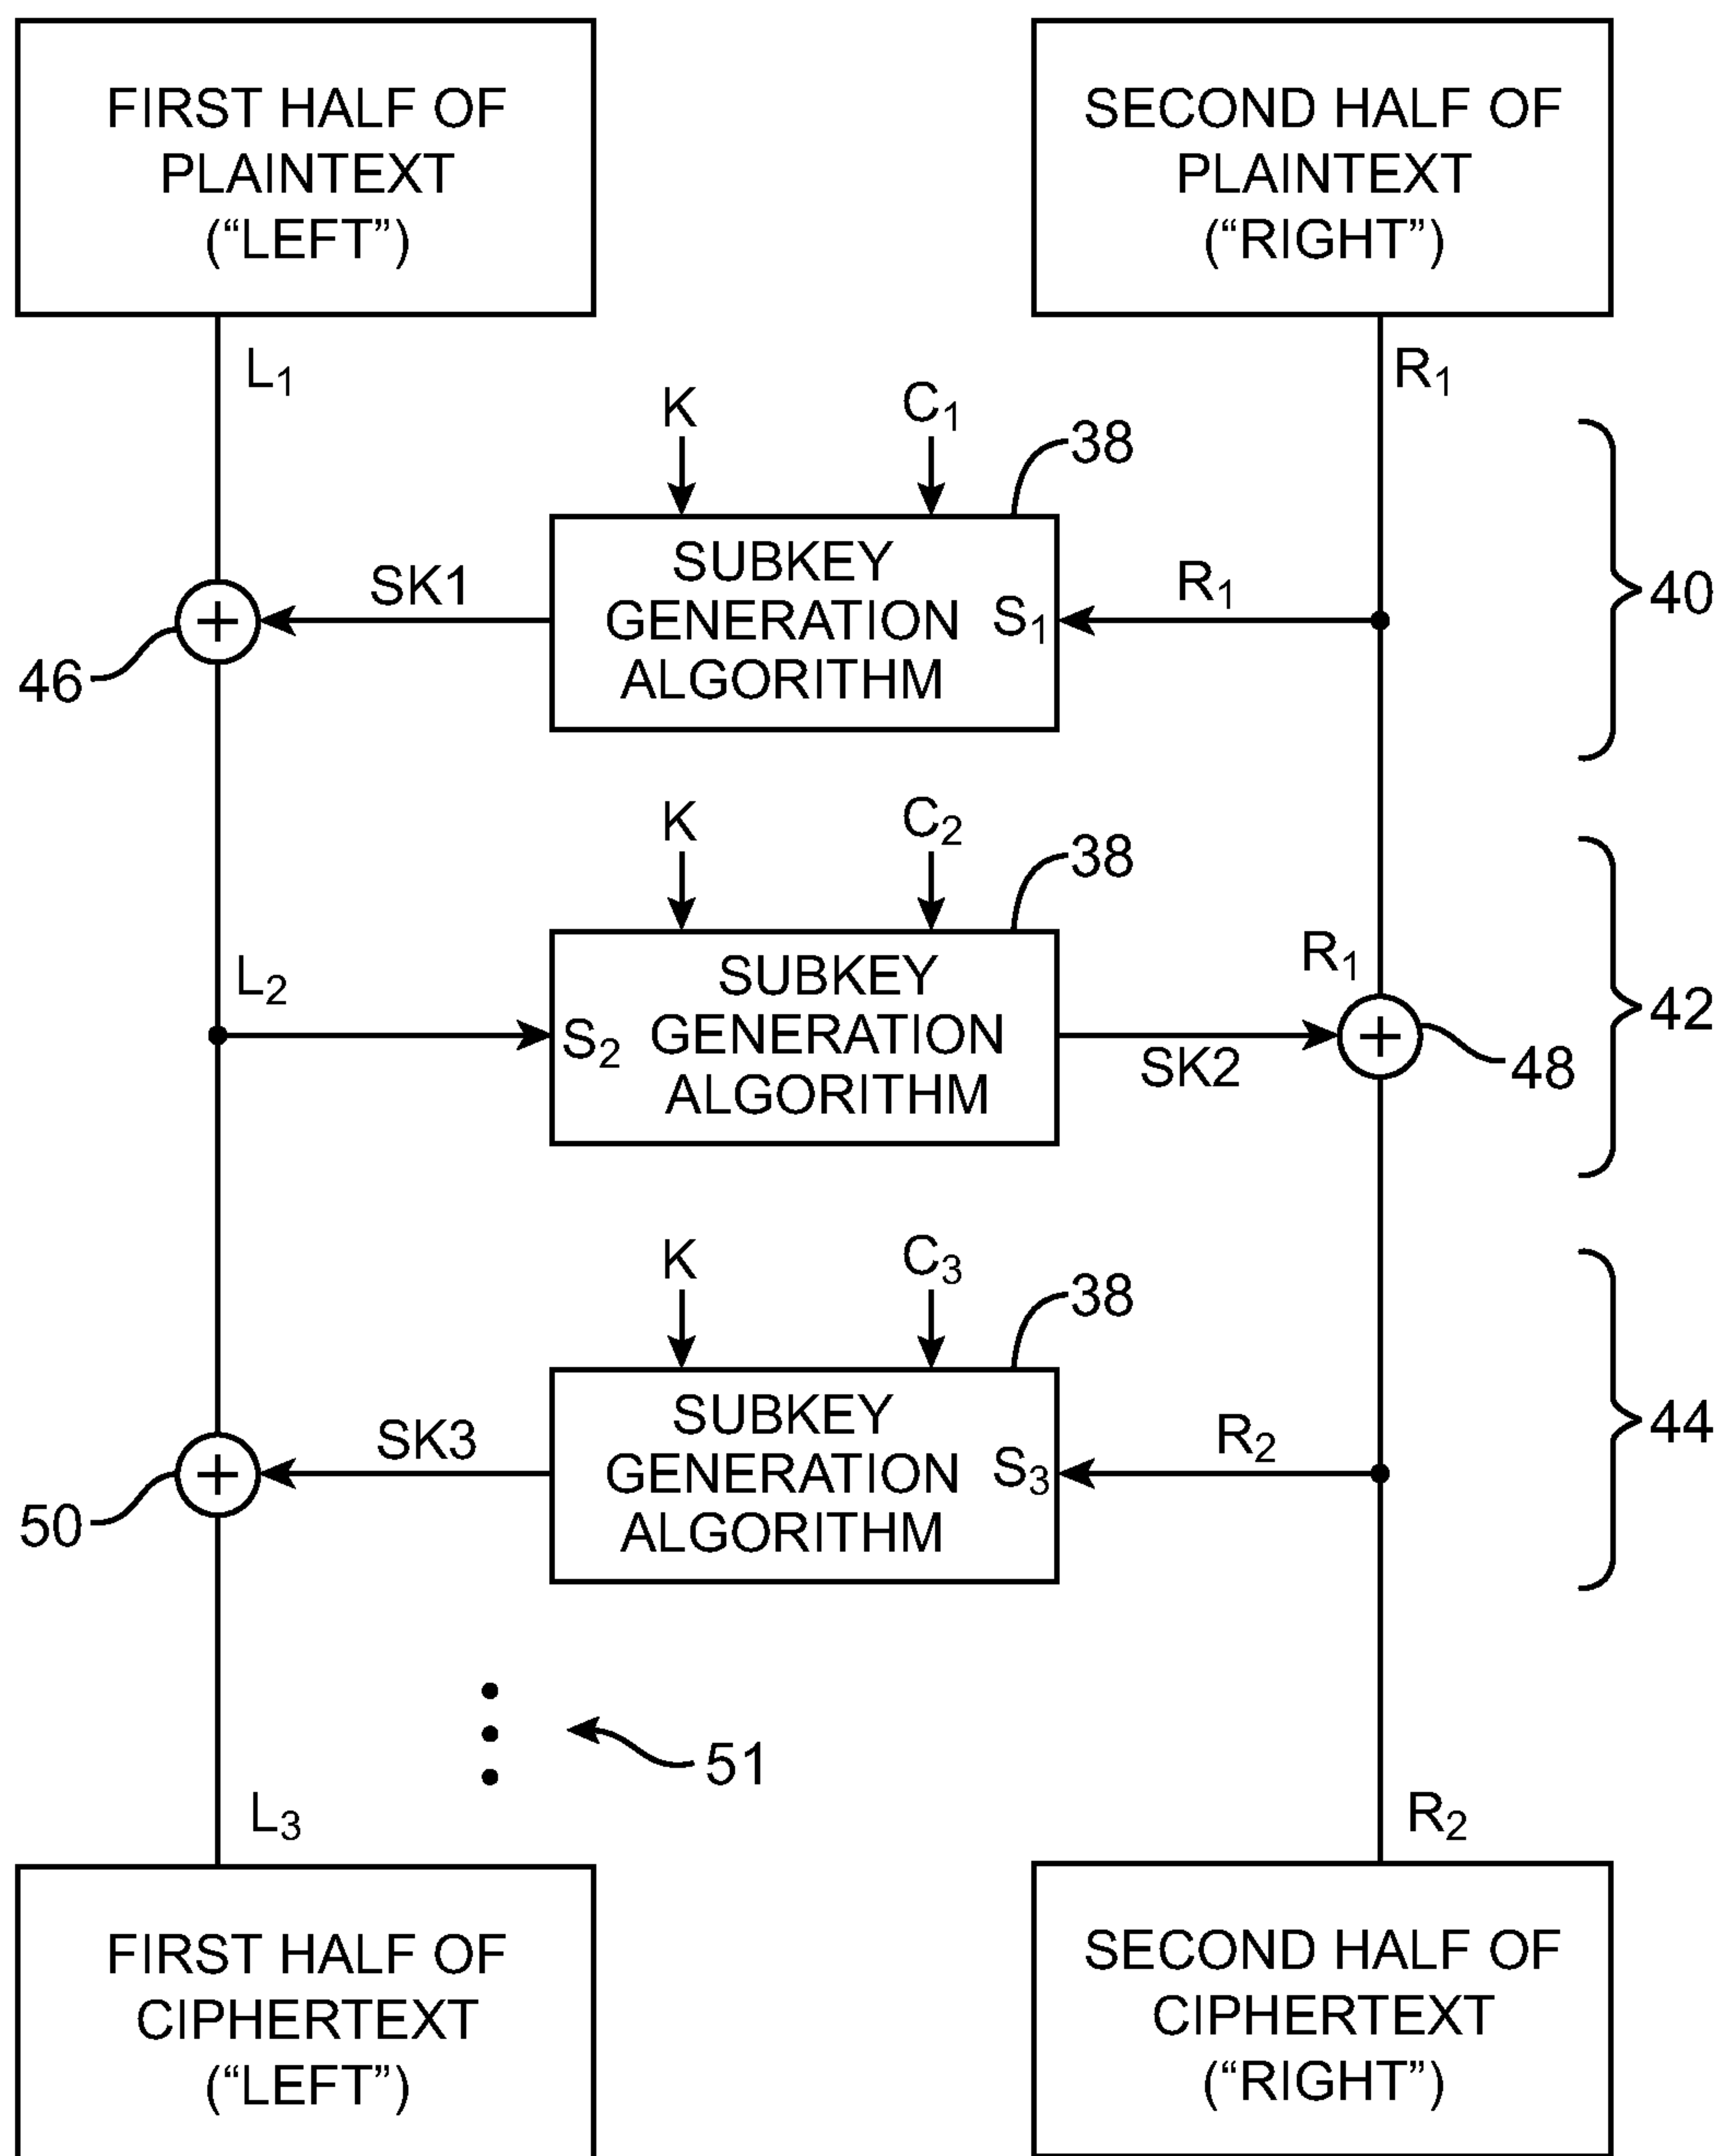 FIRST HALF OF
PLAINTEXT
(“LEFT”)
SECOND HALF OF
PLAINTEXT
(“RIGHT”)
L₁
R₁
K
C₁
38
SUBKEY
GENERATION
ALGORITHM
S₁
SK1
R₁
40
46
K
C₂
38
L₂
S₂
SUBKEY
GENERATION
ALGORITHM
SK2
R₁
42
48
K
C₃
38
SUBKEY
GENERATION
ALGORITHM
S₃
SK3
R₂
44
50
51
L₃
R₂
FIRST HALF OF
CIPHERTEXT
(“LEFT”)
SECOND HALF OF
CIPHERTEXT
(“RIGHT”)